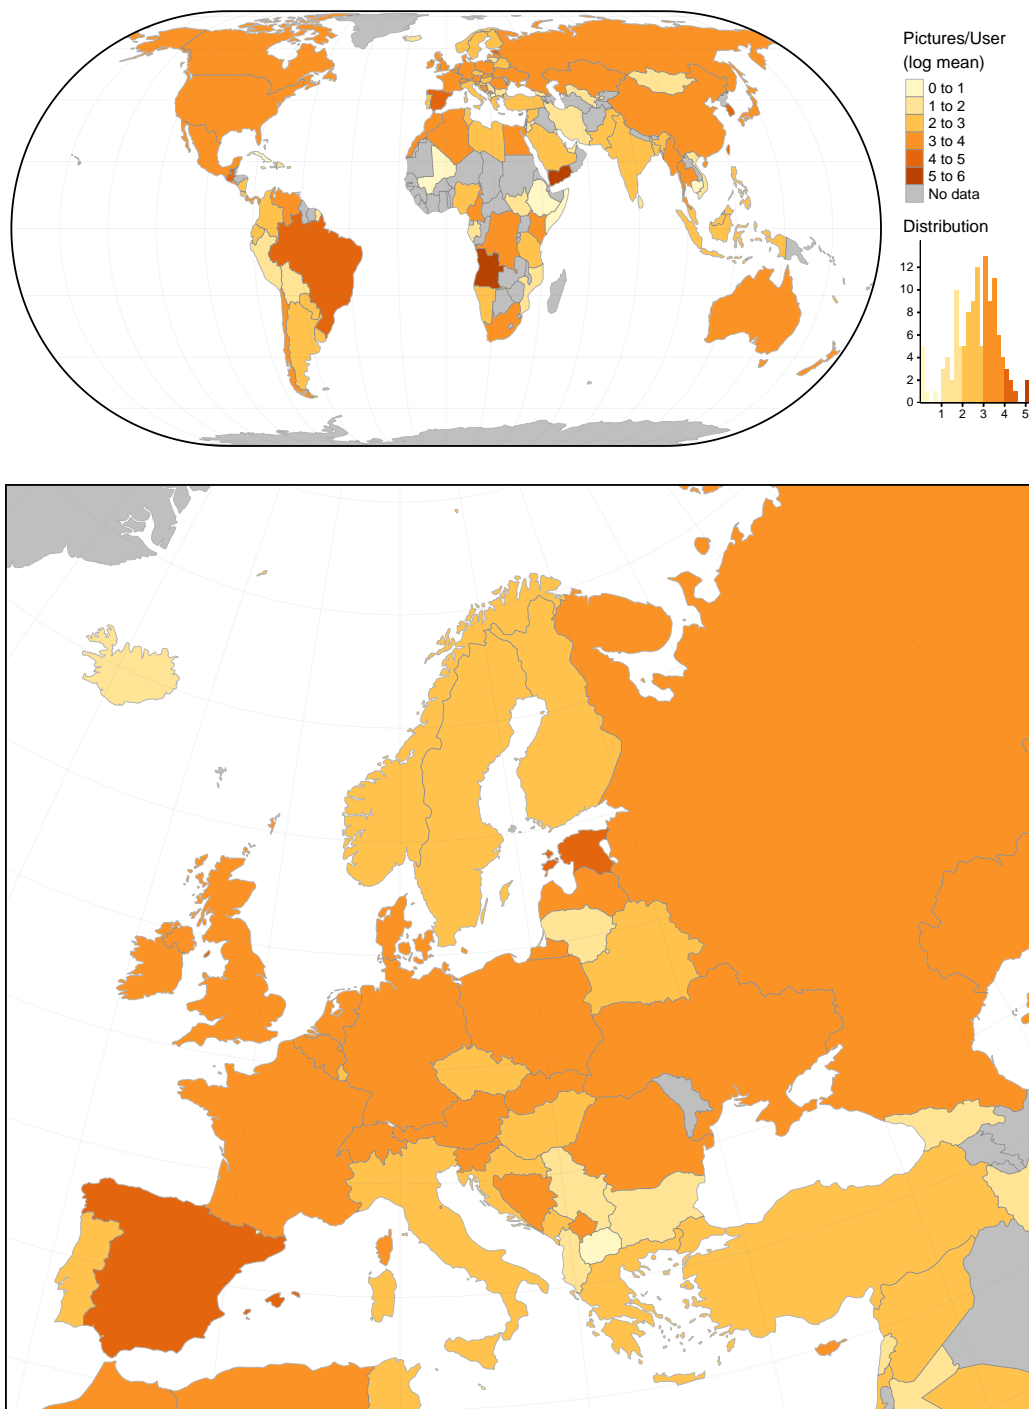 Pictures/User
(log mean)
0 to 1
1 to 2
2 to 3
3 to 4
4 to 5
5 to 6
No data
Distribution
12
10
8
6
4
2
0
1 2 3 4 5